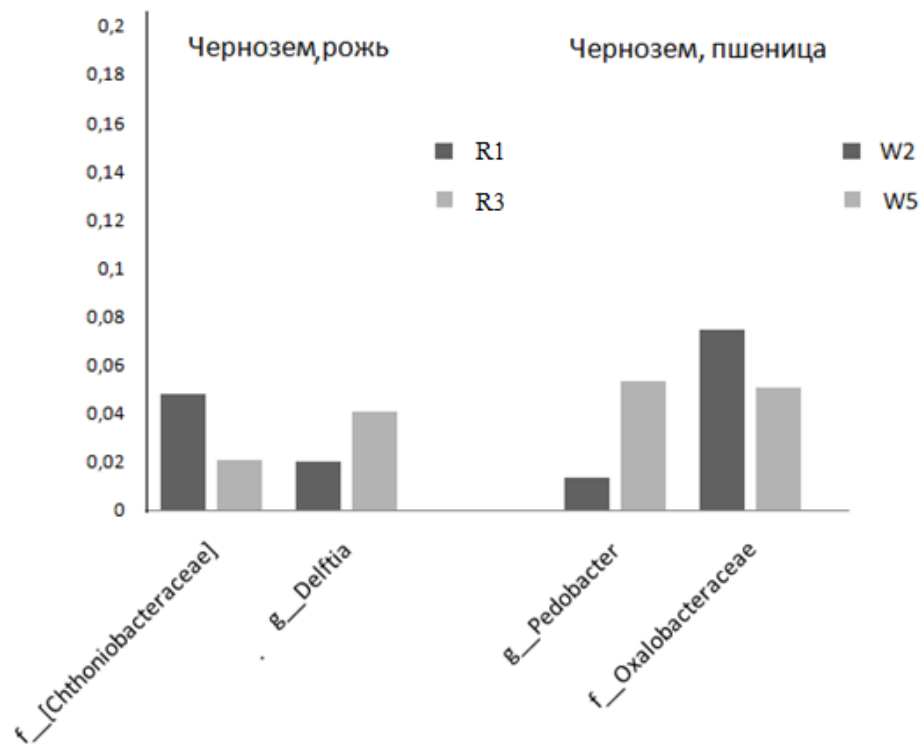 0,2
0,18
0,16
0,14
0,12
0,1
0,08
0,06
0,04
0,02
0
Чернозем,рожь
R1
R3
Чернозем, пшеница
W2
W5
f__[Chthoniobacteraceae]
g__Delftia
g__Pedobacter
f__Oxalobacteraceae